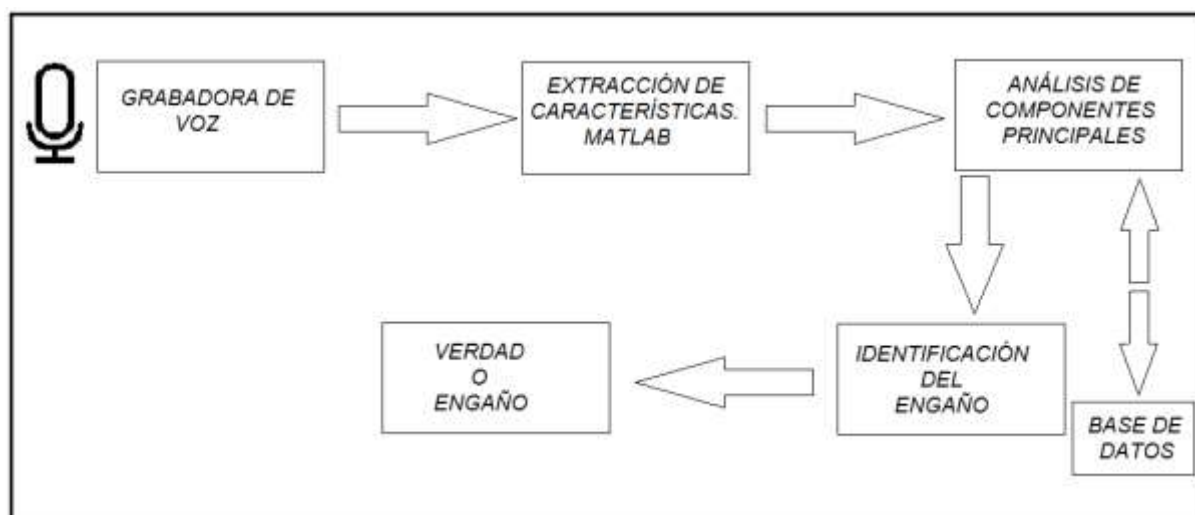 GRABADORA DE
VOZ
EXTRACCIÓN DE
CARACTERÍSTICAS.
MATLAB
ANÁLISIS DE
COMPONENTES
PRINCIPALES
IDENTIFICACIÓN
DEL
ENGAÑO
BASE DE
DATOS
VERDAD
O
ENGAÑO